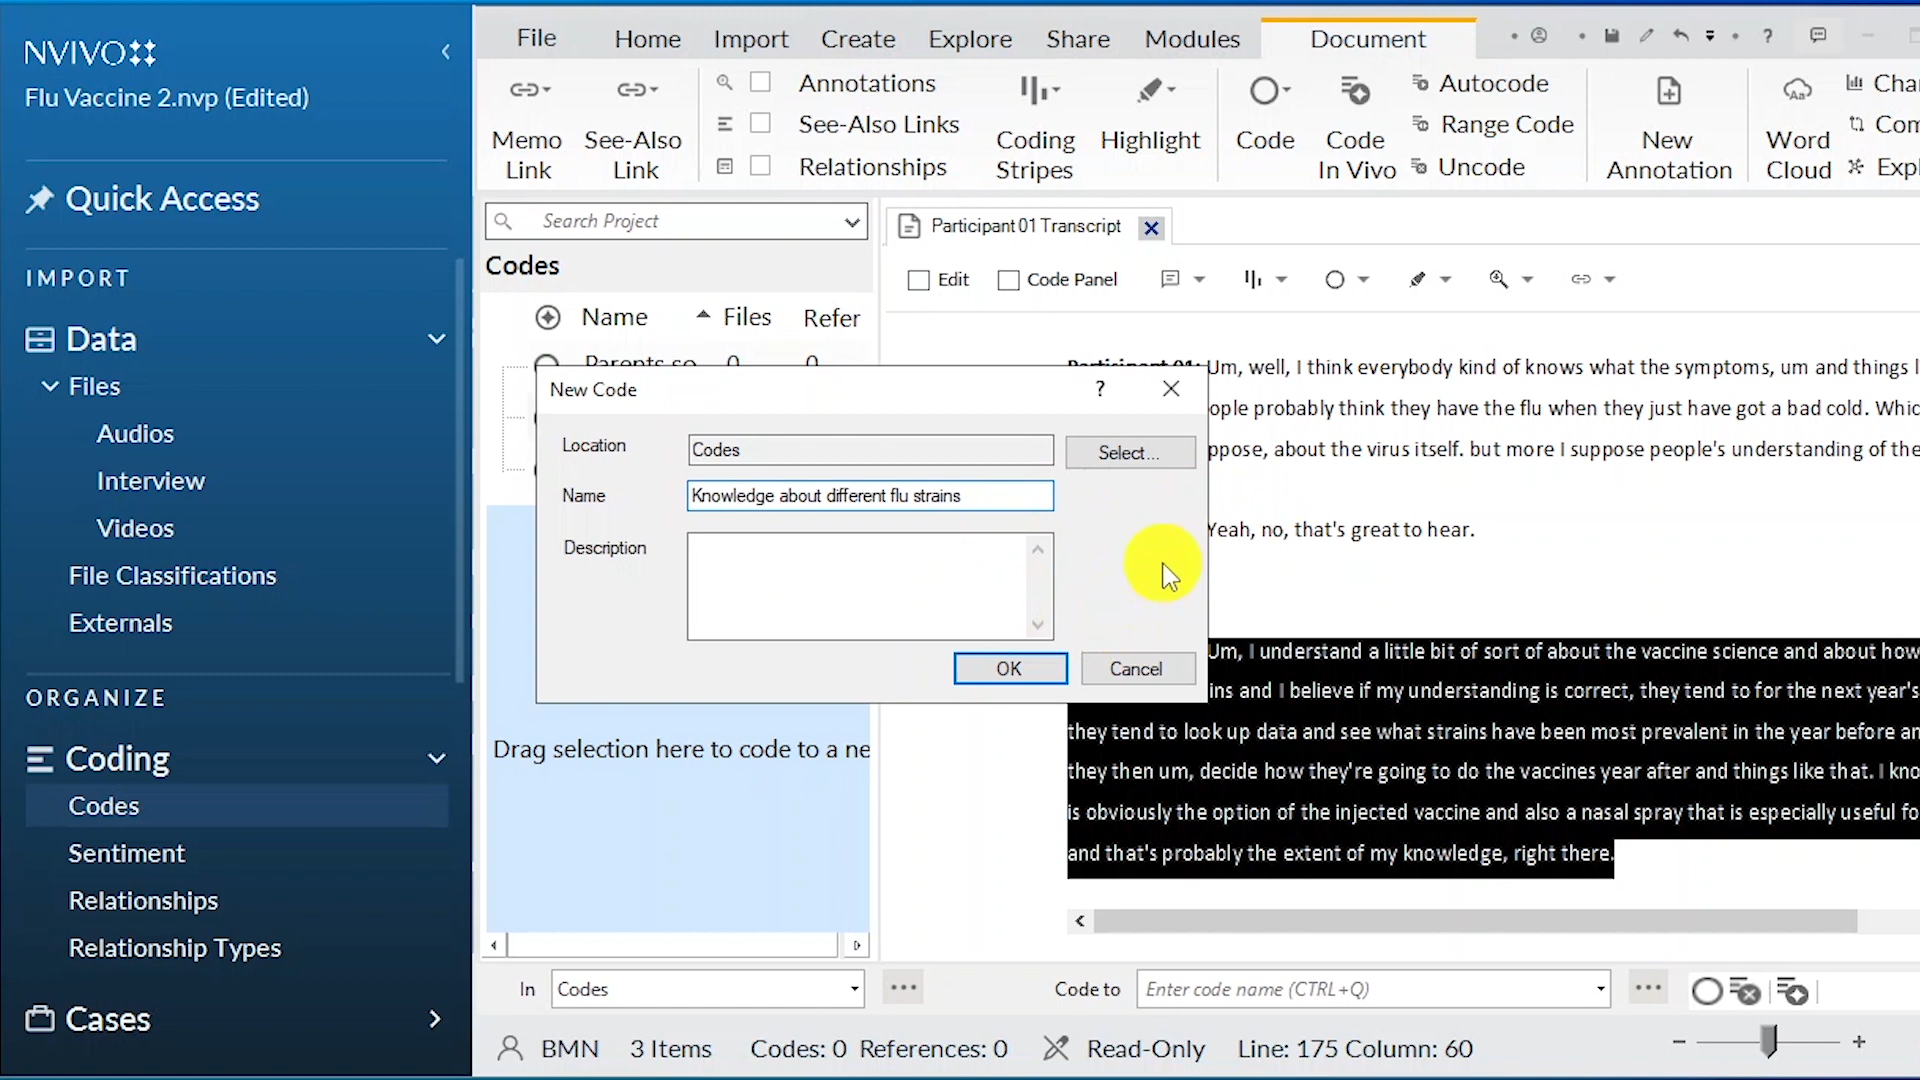 NVIVO
Flu Vaccine 2.nvp (Edited)
Quick Access
IMPORT
Data
Files
Audios
Interview
Videos
File Classifications
Externals
ORGANIZE
Coding
Codes
Sentiment
Relationships
Relationship Types
Cases
File Home Import Create Explore Share Modules Document
Memo Link
See-Also Link
Annotations
See-Also Links
Relationships
Coding Stripes
Highlight
Code
Code In Vivo
Autocode
Range Code
Uncode
New Annotation
Word Cloud
Search Project
Codes
Name Files Refer
Parents so 0 0
Drag selection here to code to a ne
In Codes
Participant 01 Transcript
Edit Code Panel
Participant 01: Um, well, I think everybody kind of knows what the symptoms, um and things l
ople probably think they have the flu when they just have got a bad cold. Whic
ppose, about the virus itself. but more I suppose people's understanding of the
Yeah, no, that's great to hear.
Um, I understand a little bit of sort of about the vaccine science and about how
ins and I believe if my understanding is correct, they tend to for the next year's
they tend to look up data and see what strains have been most prevalent in the year before an
they then um, decide how they're going to do the vaccines year after and things like that. I kno
is obviously the option of the injected vaccine and also a nasal spray that is especially useful fo
and that's probably the extent of my knowledge, right there.
New Code
Location Codes Select...
Name Knowledge about different flu strains
Description
OK Cancel
Code to Enter code name (CTRL+Q)
BMN 3 Items Codes: 0 References: 0 Read-Only Line: 175 Column: 60